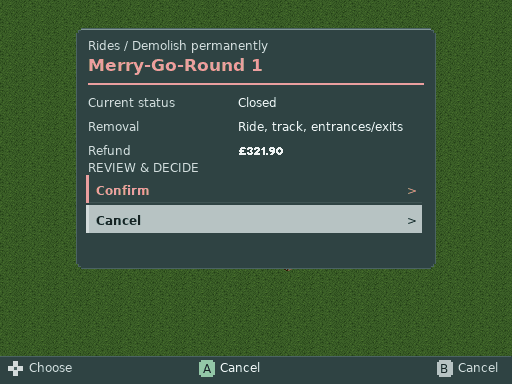 Rides / Demolish permanently
Merry-Go-Round 1
Current status Closed
Removal Ride, track, entrances/exits
Refund £321.90
REVIEW & DECIDE
Confirm >
Cancel >
Choose A Cancel B Cancel